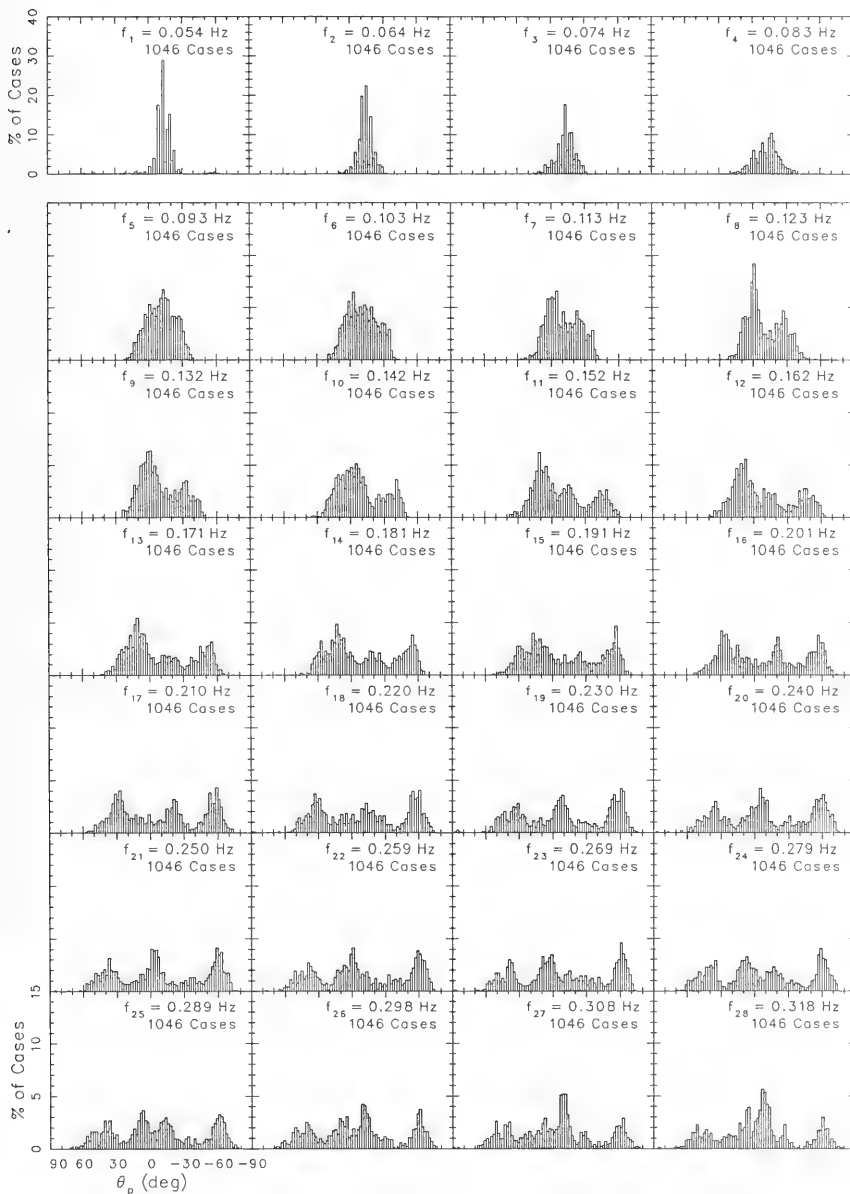 40
30
20
10
0
% of Cases
f1 = 0.054 Hz
1046 Cases
f2 = 0.064 Hz
1046 Cases
f3 = 0.074 Hz
1046 Cases
f4 = 0.083 Hz
1046 Cases
f5 = 0.093 Hz
1046 Cases
f6 = 0.103 Hz
1046 Cases
f7 = 0.113 Hz
1046 Cases
f8 = 0.123 Hz
1046 Cases
f9 = 0.132 Hz
1046 Cases
f10 = 0.142 Hz
1046 Cases
f11 = 0.152 Hz
1046 Cases
f12 = 0.162 Hz
1046 Cases
f13 = 0.171 Hz
1046 Cases
f14 = 0.181 Hz
1046 Cases
f15 = 0.191 Hz
1046 Cases
f16 = 0.201 Hz
1046 Cases
f17 = 0.210 Hz
1046 Cases
f18 = 0.220 Hz
1046 Cases
f19 = 0.230 Hz
1046 Cases
f20 = 0.240 Hz
1046 Cases
f21 = 0.250 Hz
1046 Cases
f22 = 0.259 Hz
1046 Cases
f23 = 0.269 Hz
1046 Cases
f24 = 0.279 Hz
1046 Cases
f25 = 0.289 Hz
1046 Cases
f26 = 0.298 Hz
1046 Cases
f27 = 0.308 Hz
1046 Cases
f28 = 0.318 Hz
1046 Cases
15
10
5
0
% of Cases
90 60 30 0 -30 -60 -90
θp (deg)